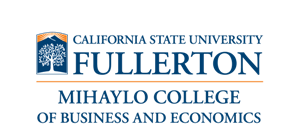 CALIFORNIA STATE UNIVERSITY
FULLERTON
MIHAYLO COLLEGE
OF BUSINESS AND ECONOMICS